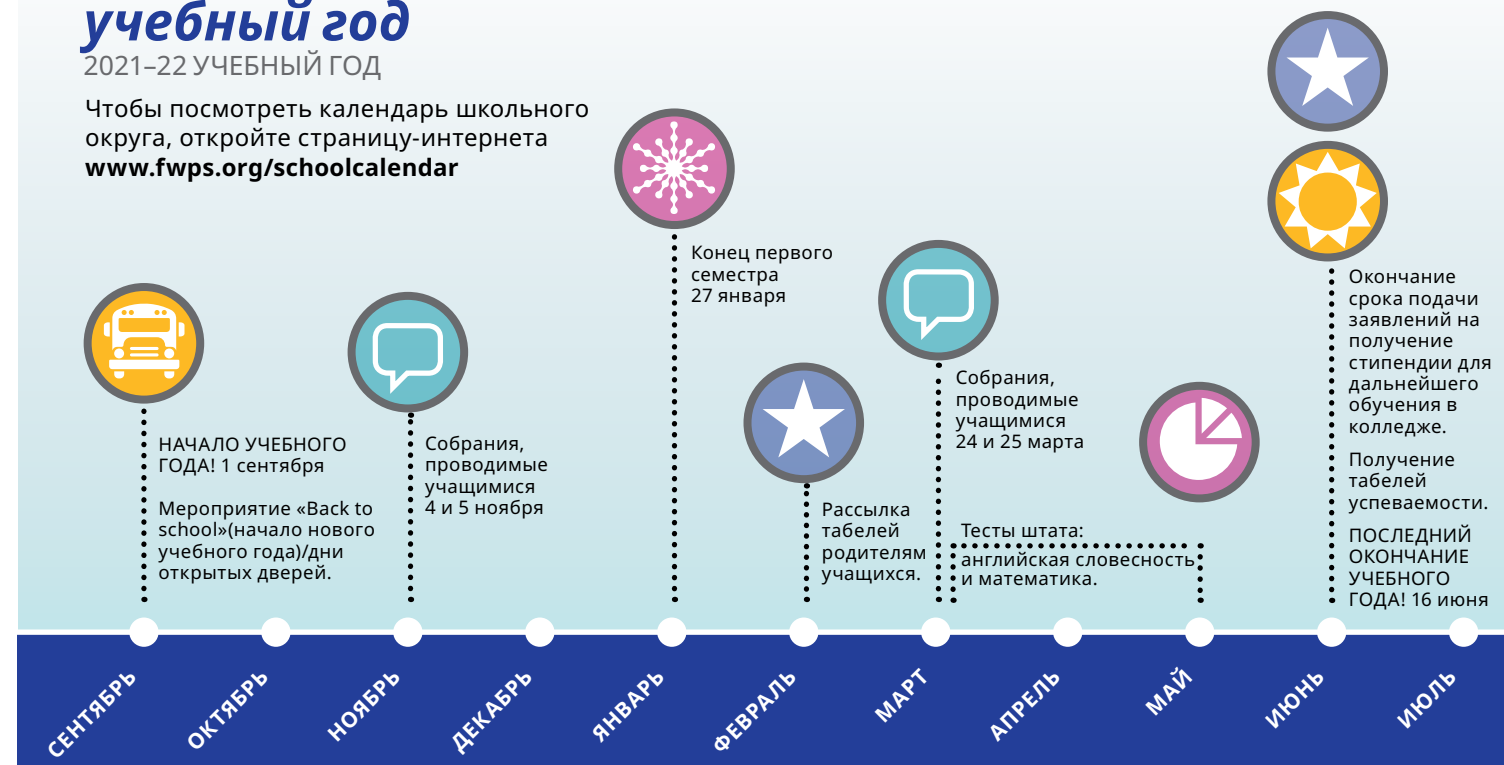 учебный год
2021–22 УЧЕБНЫЙ ГОД
Чтобы посмотреть календарь школьного
округа, откройте страницу-интернета
www.fwps.org/schoolcalendar
НАЧАЛО УЧЕБНОГО
ГОДА! 1 сентября
Мероприятие «Back to
school»(начало нового
учебного года)/дни
открытых дверей.
Собрания,
проводимые
учащимися
4 и 5 ноября
Конец первого
семестра
27 января
Рассылка
табелей
родителям
учащихся.
Собрания,
проводимые
учащимися
24 и 25 марта
Тесты штата:
английская словесность
и математика.
Окончание
срока подачи
заявлений на
получение
стипендии для
дальнейшего
обучения в
колледже.
Получение
табелей
успеваемости.
ПОСЛЕДНИЙ
ОКОНЧАНИЕ
УЧЕБНОГО
ГОДА! 16 июня
СЕНТЯБРЬ
ОКТЯБРЬ
НОЯБРЬ
ДЕКАБРЬ
ЯНВАРЬ
ФЕВРАЛЬ
МАРТ
АПРЕЛЬ
МАЙ
ИЮНЬ
ИЮЛЬ